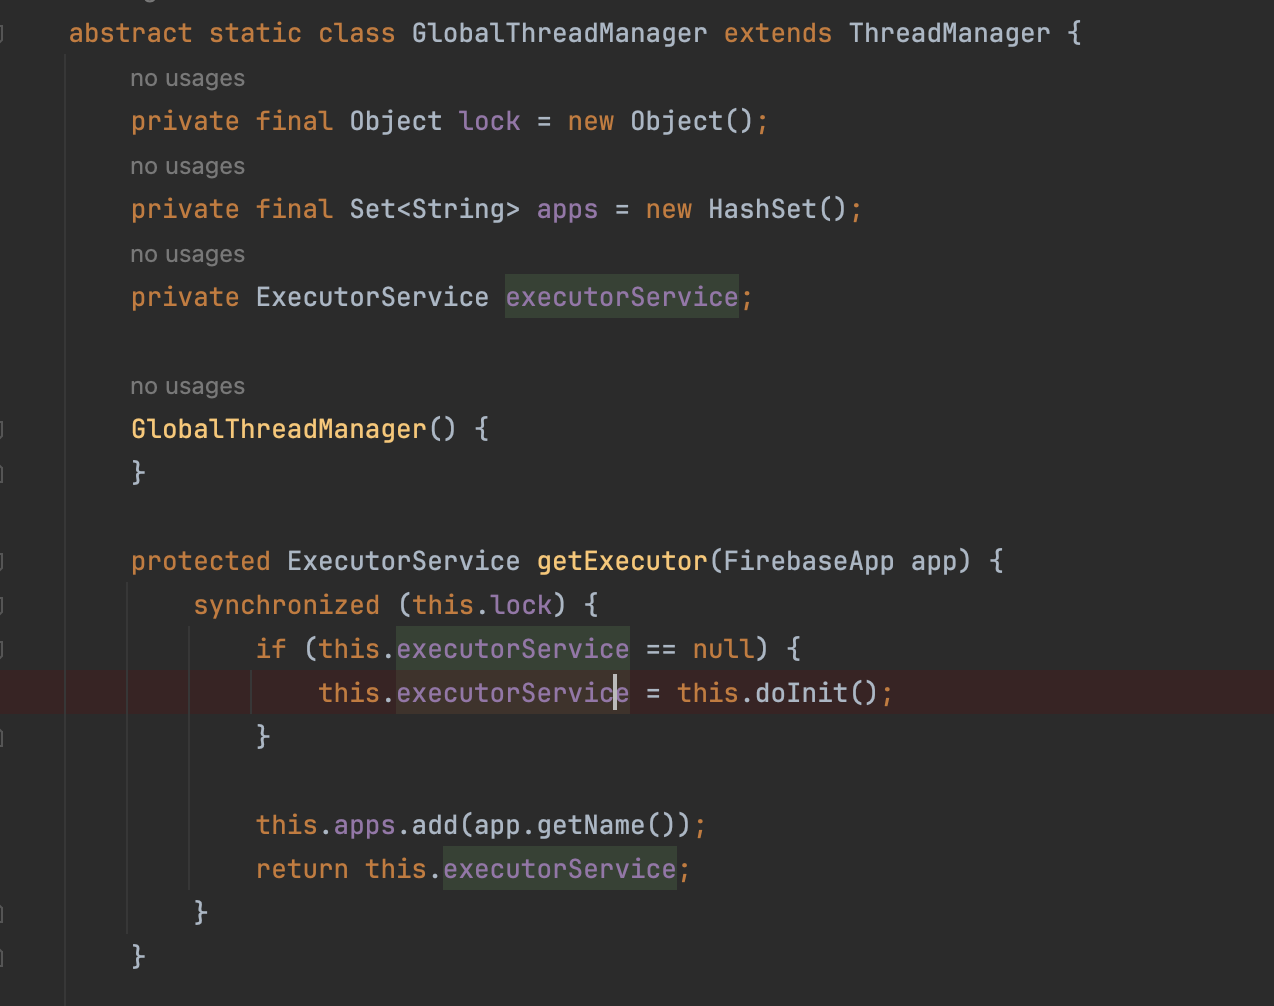 abstract static class GlobalThreadManager extends ThreadManager {
no usages
private final Object lock = new Object();
no usages
private final Set<String> apps = new HashSet();
no usages
private ExecutorService executorService;
no usages
GlobalThreadManager() {
}
protected ExecutorService getExecutor(FirebaseApp app) {
synchronized (this.lock) {
if (this.executorService == null) {
this.executorService = this.doInit();
}
this.apps.add(app.getName());
return this.executorService;
}
}